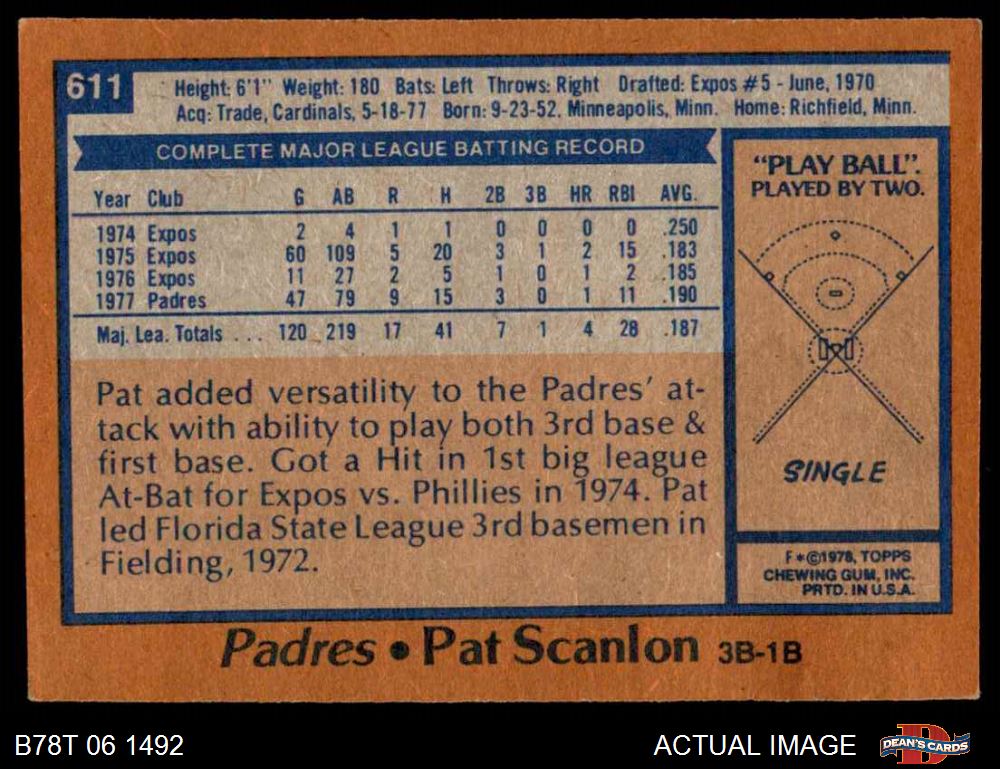 611
Height: 6'1" Weight: 180 Bats: Left Throws: Right Drafted: Expos #5 - June, 1970
Acq: Trade, Cardinals, 5-18-77 Born: 9-23-52, Minneapolis, Minn. Home: Richfield, Minn.
COMPLETE MAJOR LEAGUE BATTING RECORD
Year Club G AB R H 2B 3B HR RBI AVG.
1974 Expos 2 4 1 1 0 0 0 0 .250
1975 Expos 60 109 5 20 3 1 2 15 .183
1976 Expos 11 27 2 5 1 0 1 2 .185
1977 Padres 47 79 9 15 3 0 1 11 .190
Maj. Lea. Totals ... 120 219 17 41 7 1 4 28 .187
Pat added versatility to the Padres' at-
tack with ability to play both 3rd base &
first base. Got a Hit in 1st big league
At-Bat for Expos vs. Phillies in 1974. Pat
led Florida State League 3rd basemen in
Fielding, 1972.
"PLAY BALL".
PLAYED BY TWO.
SINGLE
F*©1978, TOPPS
CHEWING GUM, INC.
PRTD. IN U.S.A.
Padres • Pat Scanlon 3B-1B
B78T 06 1492
ACTUAL IMAGE
DEAN'S CARDS